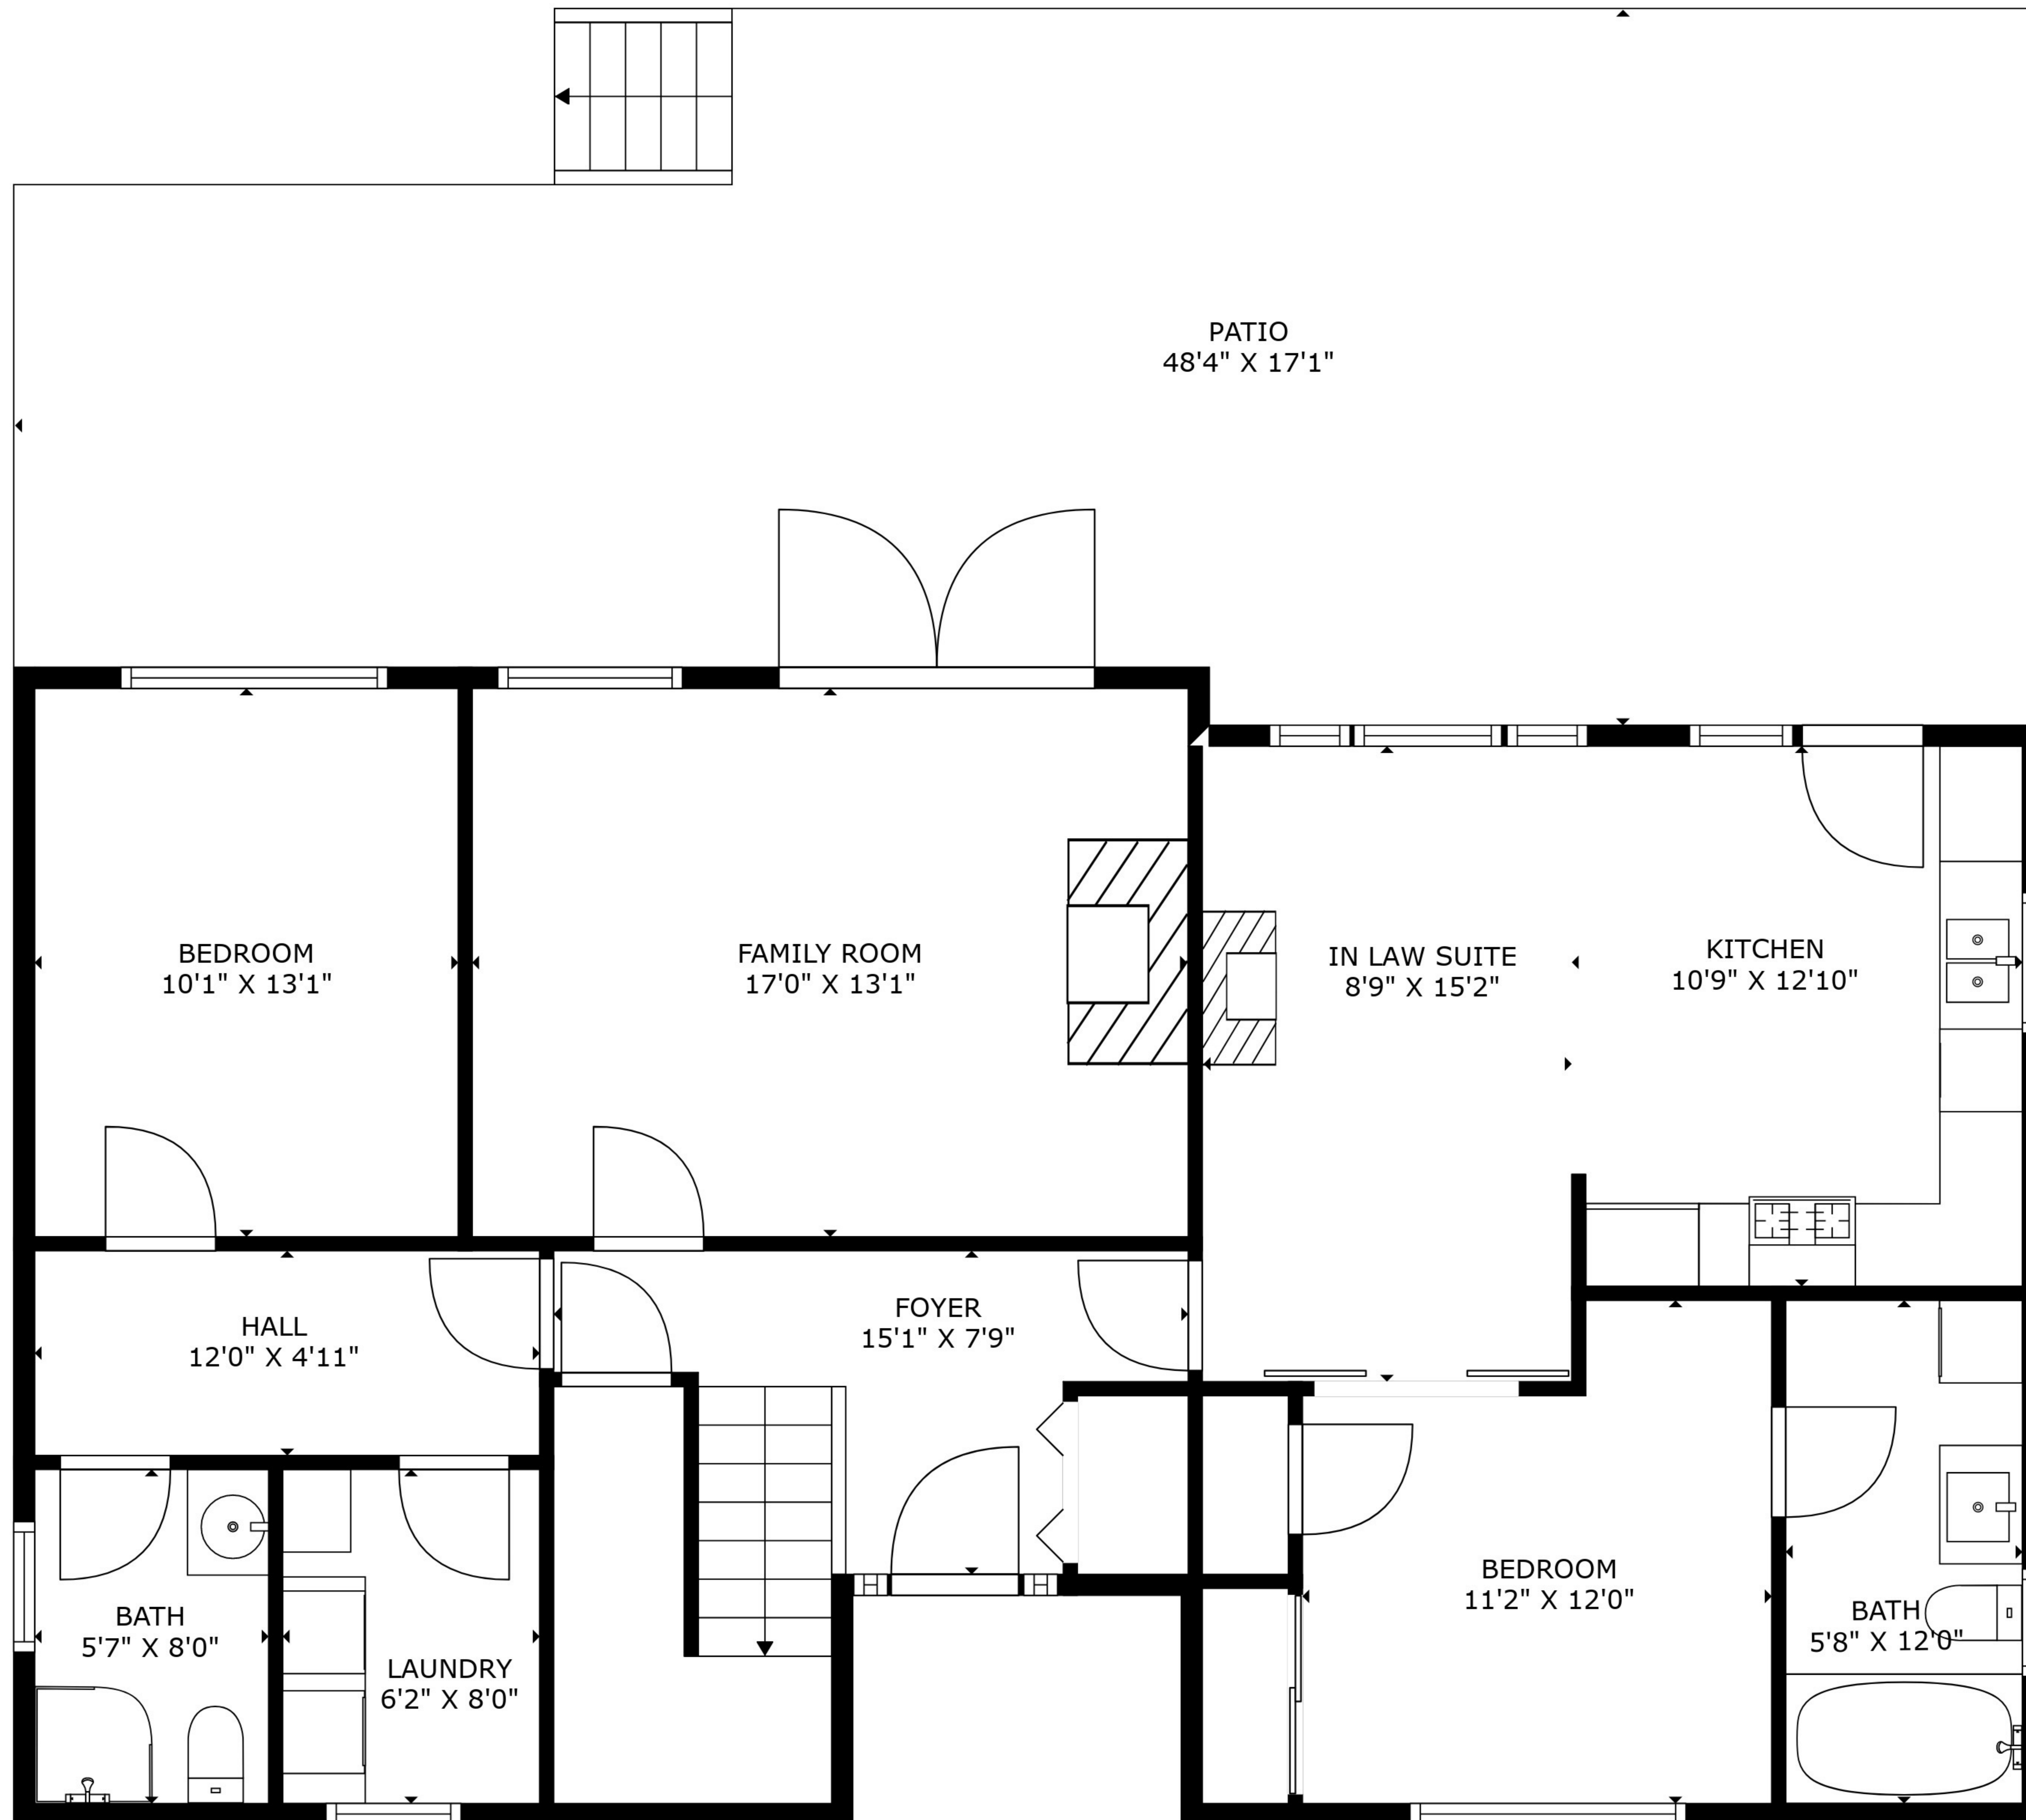 PATIO
48'4" X 17'1"
BEDROOM
10'1" X 13'1"
FAMILY ROOM
17'0" X 13'1"
IN LAW SUITE
8'9" X 15'2"
KITCHEN
10'9" X 12'10"
HALL
12'0" X 4'11"
FOYER
15'1" X 7'9"
BATH
5'7" X 8'0"
LAUNDRY
6'2" X 8'0"
BEDROOM
11'2" X 12'0"
BATH
5'8" X 12'0"